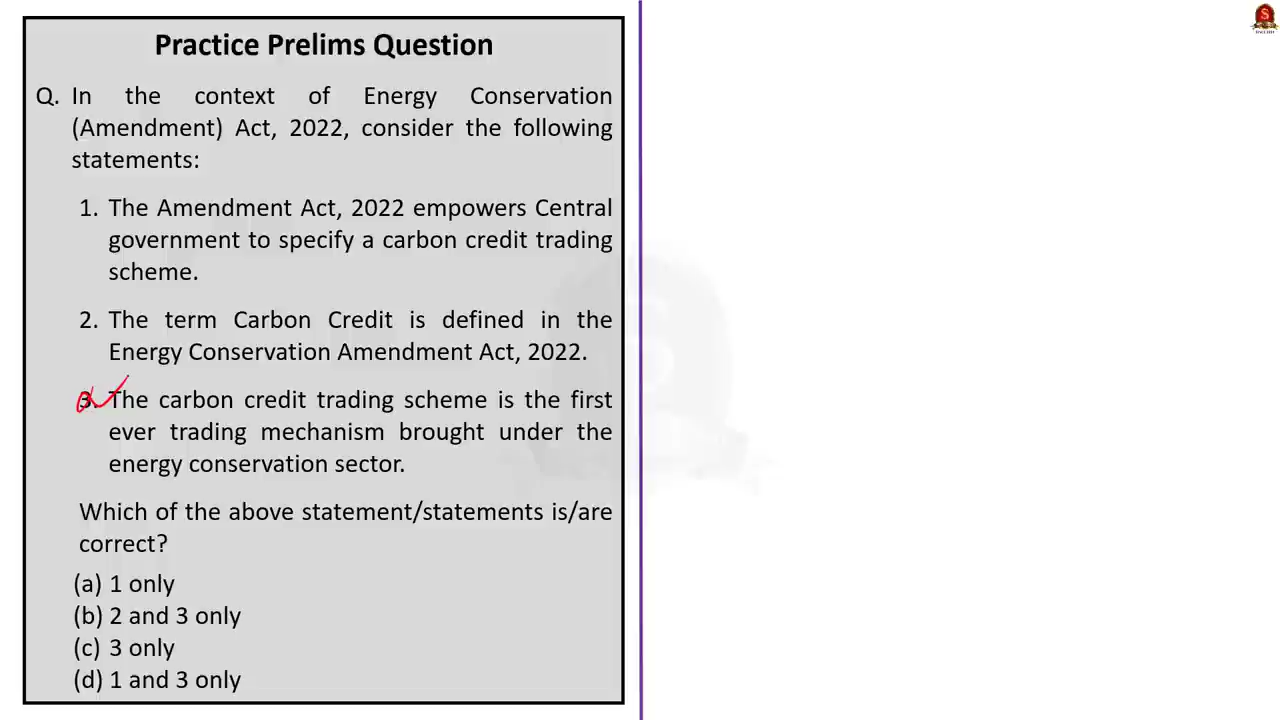 Practice Prelims Question
Q. In the context of Energy Conservation
(Amendment) Act, 2022, consider the following
statements:
1. The Amendment Act, 2022 empowers Central
government to specify a carbon credit trading
scheme.
2. The term Carbon Credit is defined in the
Energy Conservation Amendment Act, 2022.
3. The carbon credit trading scheme is the first
ever trading mechanism brought under the
energy conservation sector.
Which of the above statement/statements is/are
correct?
(a) 1 only
(b) 2 and 3 only
(c) 3 only
(d) 1 and 3 only